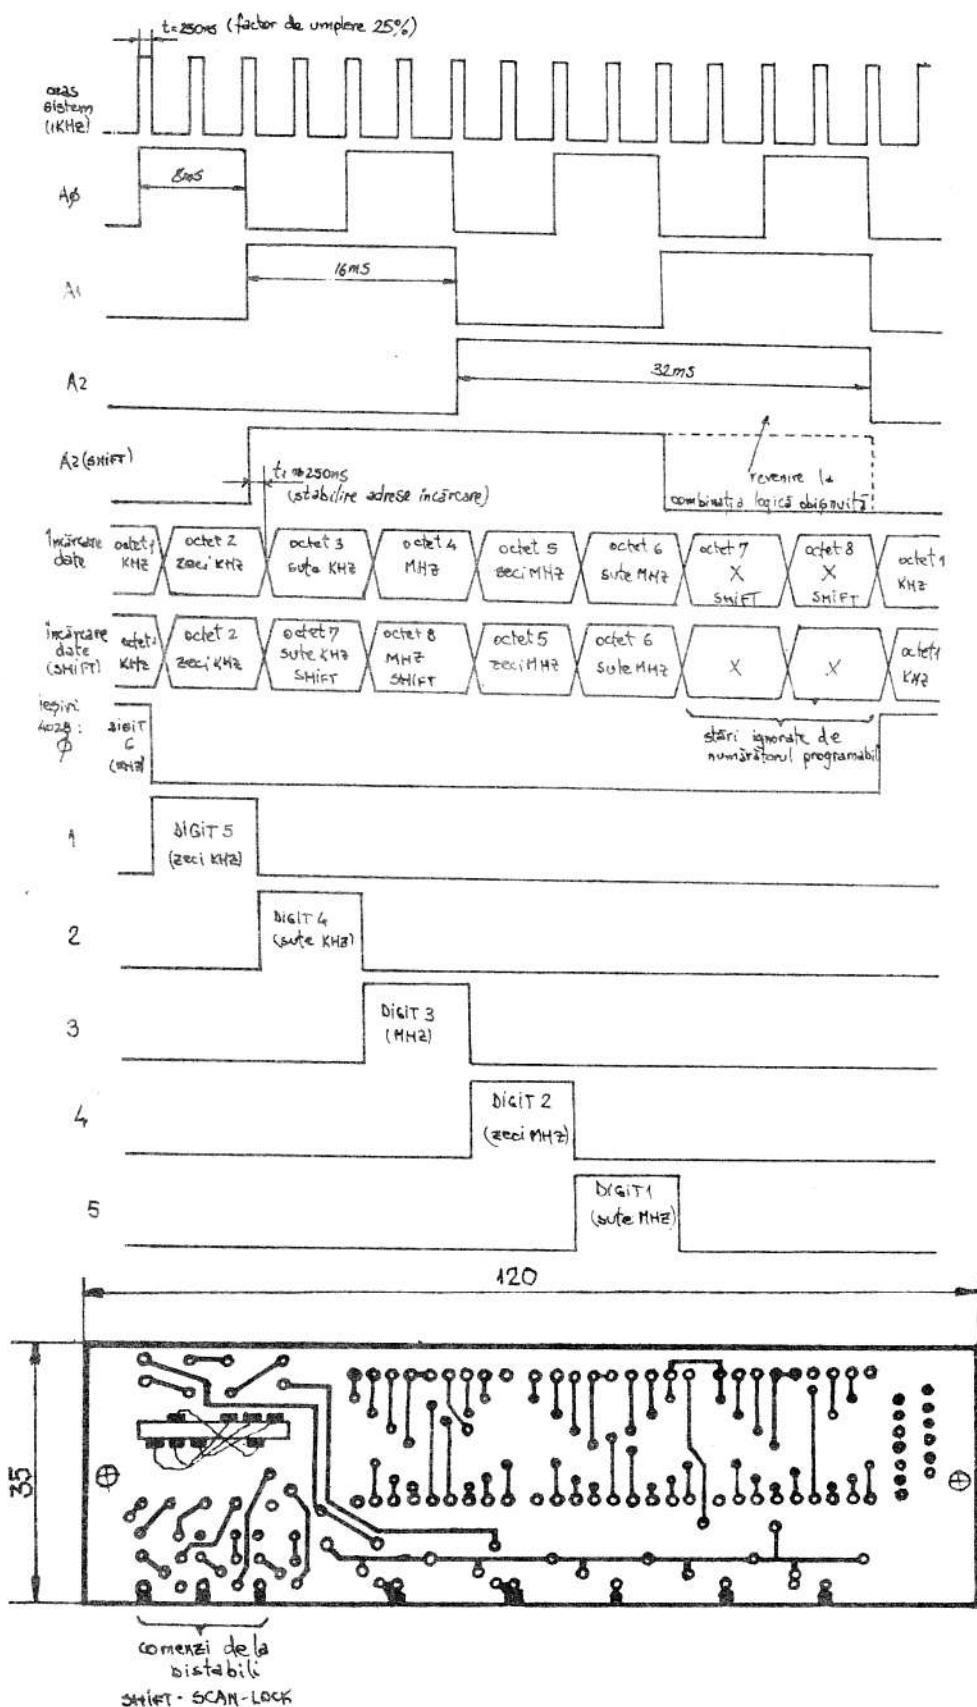 t=250ns (factor de umplere 25%)
ceas
sistem
(1KHz)
Aφ
8ms
A1
16ms
A2
32ms
A2 (SHIFT)
t1 ≈ 250ns
(stabilire adrese încărcare)
revenire la
combinația logică obișnuită
Încărcare
date
octet 1
KHz
octet 2
zeci KHz
octet 3
sute KHz
octet 4
MHz
octet 5
zeci MHz
octet 6
sute MHz
octet 7
X
SHIFT
octet 8
X
SHIFT
octet 1
KHz
Încărcare
date
(SHIFT)
octet 1
KHz
octet 2
zeci KHz
octet 7
sute KHz
SHIFT
octet 8
MHz
SHIFT
octet 5
zeci MHz
octet 6
sute MHz
X
X
octet 1
KHz
stări ignorate de
numărătorul programabil
ieșiri
4028:
φ
DIGIT
6
(KHz)
1
DIGIT 5
(zeci KHz)
2
DIGIT 4
(sute KHz)
3
DIGIT 3
(MHz)
4
DIGIT 2
(zeci MHz)
5
DIGIT 1
(sute MHz)
120
35
comenzi de la
bistabili
SHIFT - SCAN - LOCK